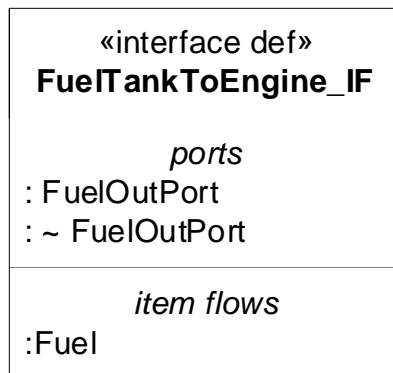 «interface def»
FuelTankToEngine_IF
ports
: FuelOutPort
: ~ FuelOutPort
item flows
:Fuel